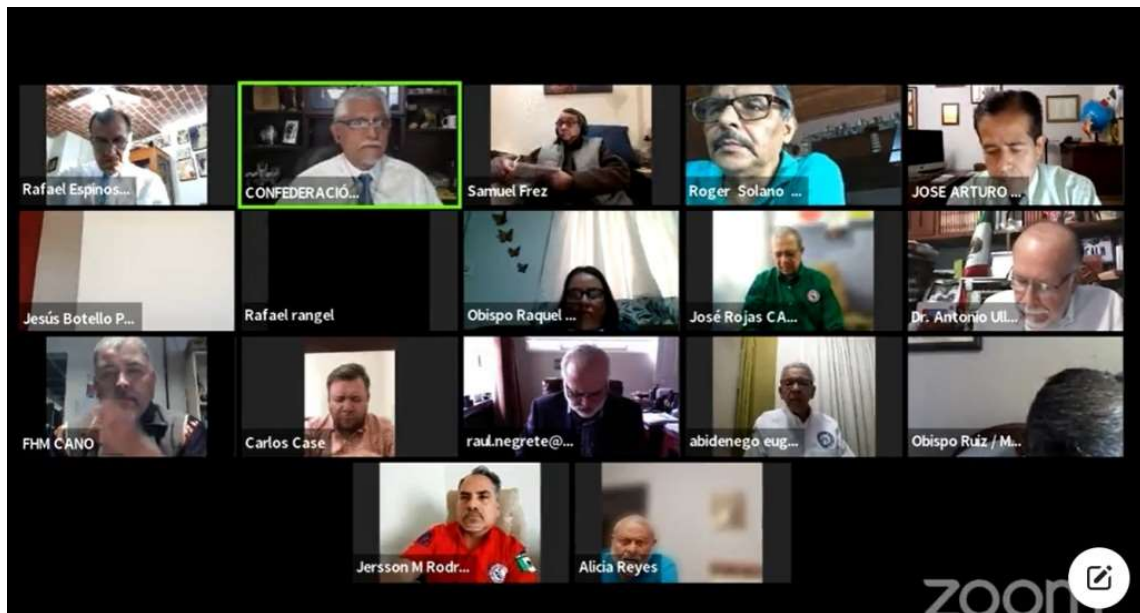 Rafael Espinos...
CONFEDERACIÓ...
Samuel Frez
Roger Solano ...
JOSE ARTURO ...
Jesús Botello P...
Rafael rangel
Obispo Raquel ...
José Rojas CA...
Dr. Antonio Ull...
FHM CANO
Carlos Case
raul.negrete@...
abidenego eug...
Obispo Ruiz / M...
Jersson M Rodr...
Alicia Reyes
zoom